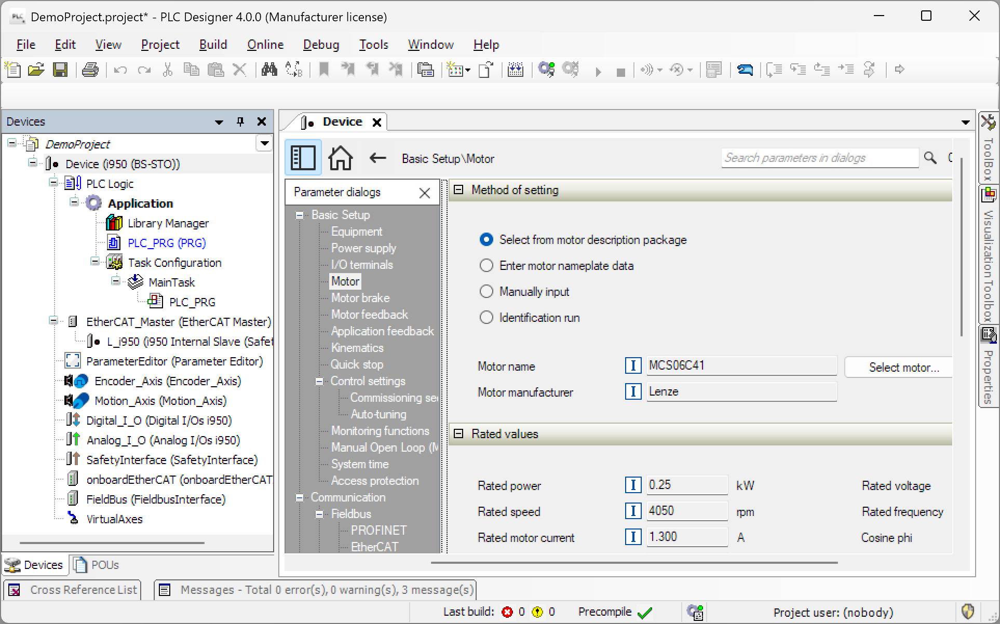 DemoProject.project* - PLC Designer 4.0.0 (Manufacturer license)
File Edit View Project Build Online Debug Tools Window Help
Devices
DemoProject
Device (i950 (BS-STO))
PLC Logic
Application
Library Manager
PLC_PRG (PRG)
Task Configuration
MainTask
PLC_PRG
EtherCAT_Master (EtherCAT Master)
L_i950 (i950 Internal Slave (Safet
ParameterEditor (Parameter Editor)
Encoder_Axis (Encoder_Axis)
Motion_Axis (Motion_Axis)
Digital_I_O (Digital I/Os i950)
Analog_I_O (Analog I/Os i950)
SafetyInterface (SafetyInterface)
onboardEtherCAT (onboardEtherCAT
FieldBus (FieldbusInterface)
VirtualAxes
Devices POUs
Device
Basic Setup\Motor
Search parameters in dialogs
Parameter dialogs
Basic Setup
Equipment
Power supply
I/O terminals
Motor
Motor brake
Motor feedback
Application feedback
Kinematics
Quick stop
Control settings
Commissioning se
Auto-tuning
Monitoring functions
Manual Open Loop (M
System time
Access protection
Communication
Fieldbus
PROFINET
EtherCAT
Method of setting
Select from motor description package
Enter motor nameplate data
Manually input
Identification run
Motor name I MCS06C41 Select motor...
Motor manufacturer I Lenze
Rated values
Rated power I 0.25 kW Rated voltage
Rated speed I 4050 rpm Rated frequency
Rated motor current I 1.300 A Cosine phi
ToolBox
Visualization Toolbox
Properties
Cross Reference List
Messages - Total 0 error(s), 0 warning(s), 3 message(s)
Last build: 0 0 Precompile Project user: (nobody)